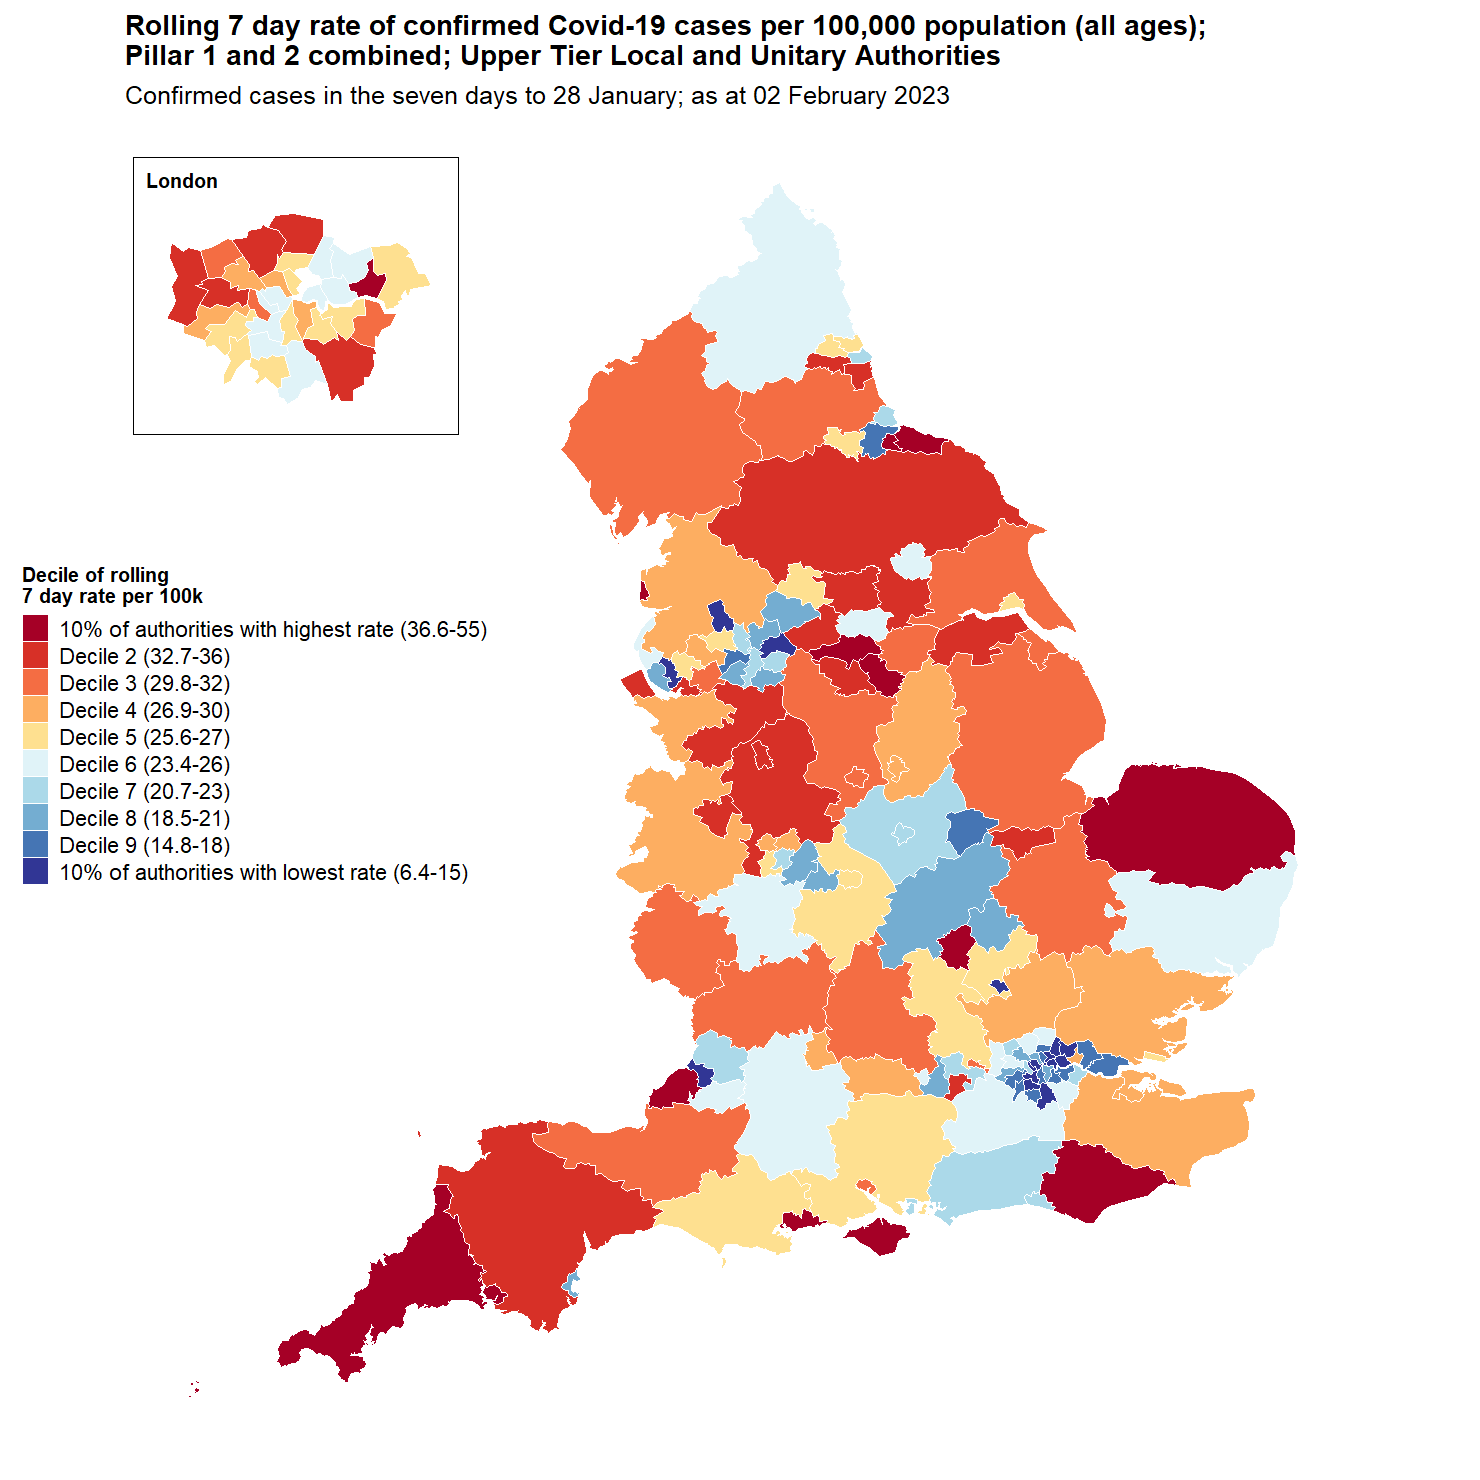 Rolling 7 day rate of confirmed Covid-19 cases per 100,000 population (all ages);
Pillar 1 and 2 combined; Upper Tier Local and Unitary Authorities
Confirmed cases in the seven days to 28 January; as at 02 February 2023
London
Decile of rolling
7 day rate per 100k
10% of authorities with highest rate (36.6-55)
Decile 2 (32.7-36)
Decile 3 (29.8-32)
Decile 4 (26.9-30)
Decile 5 (25.6-27)
Decile 6 (23.4-26)
Decile 7 (20.7-23)
Decile 8 (18.5-21)
Decile 9 (14.8-18)
10% of authorities with lowest rate (6.4-15)